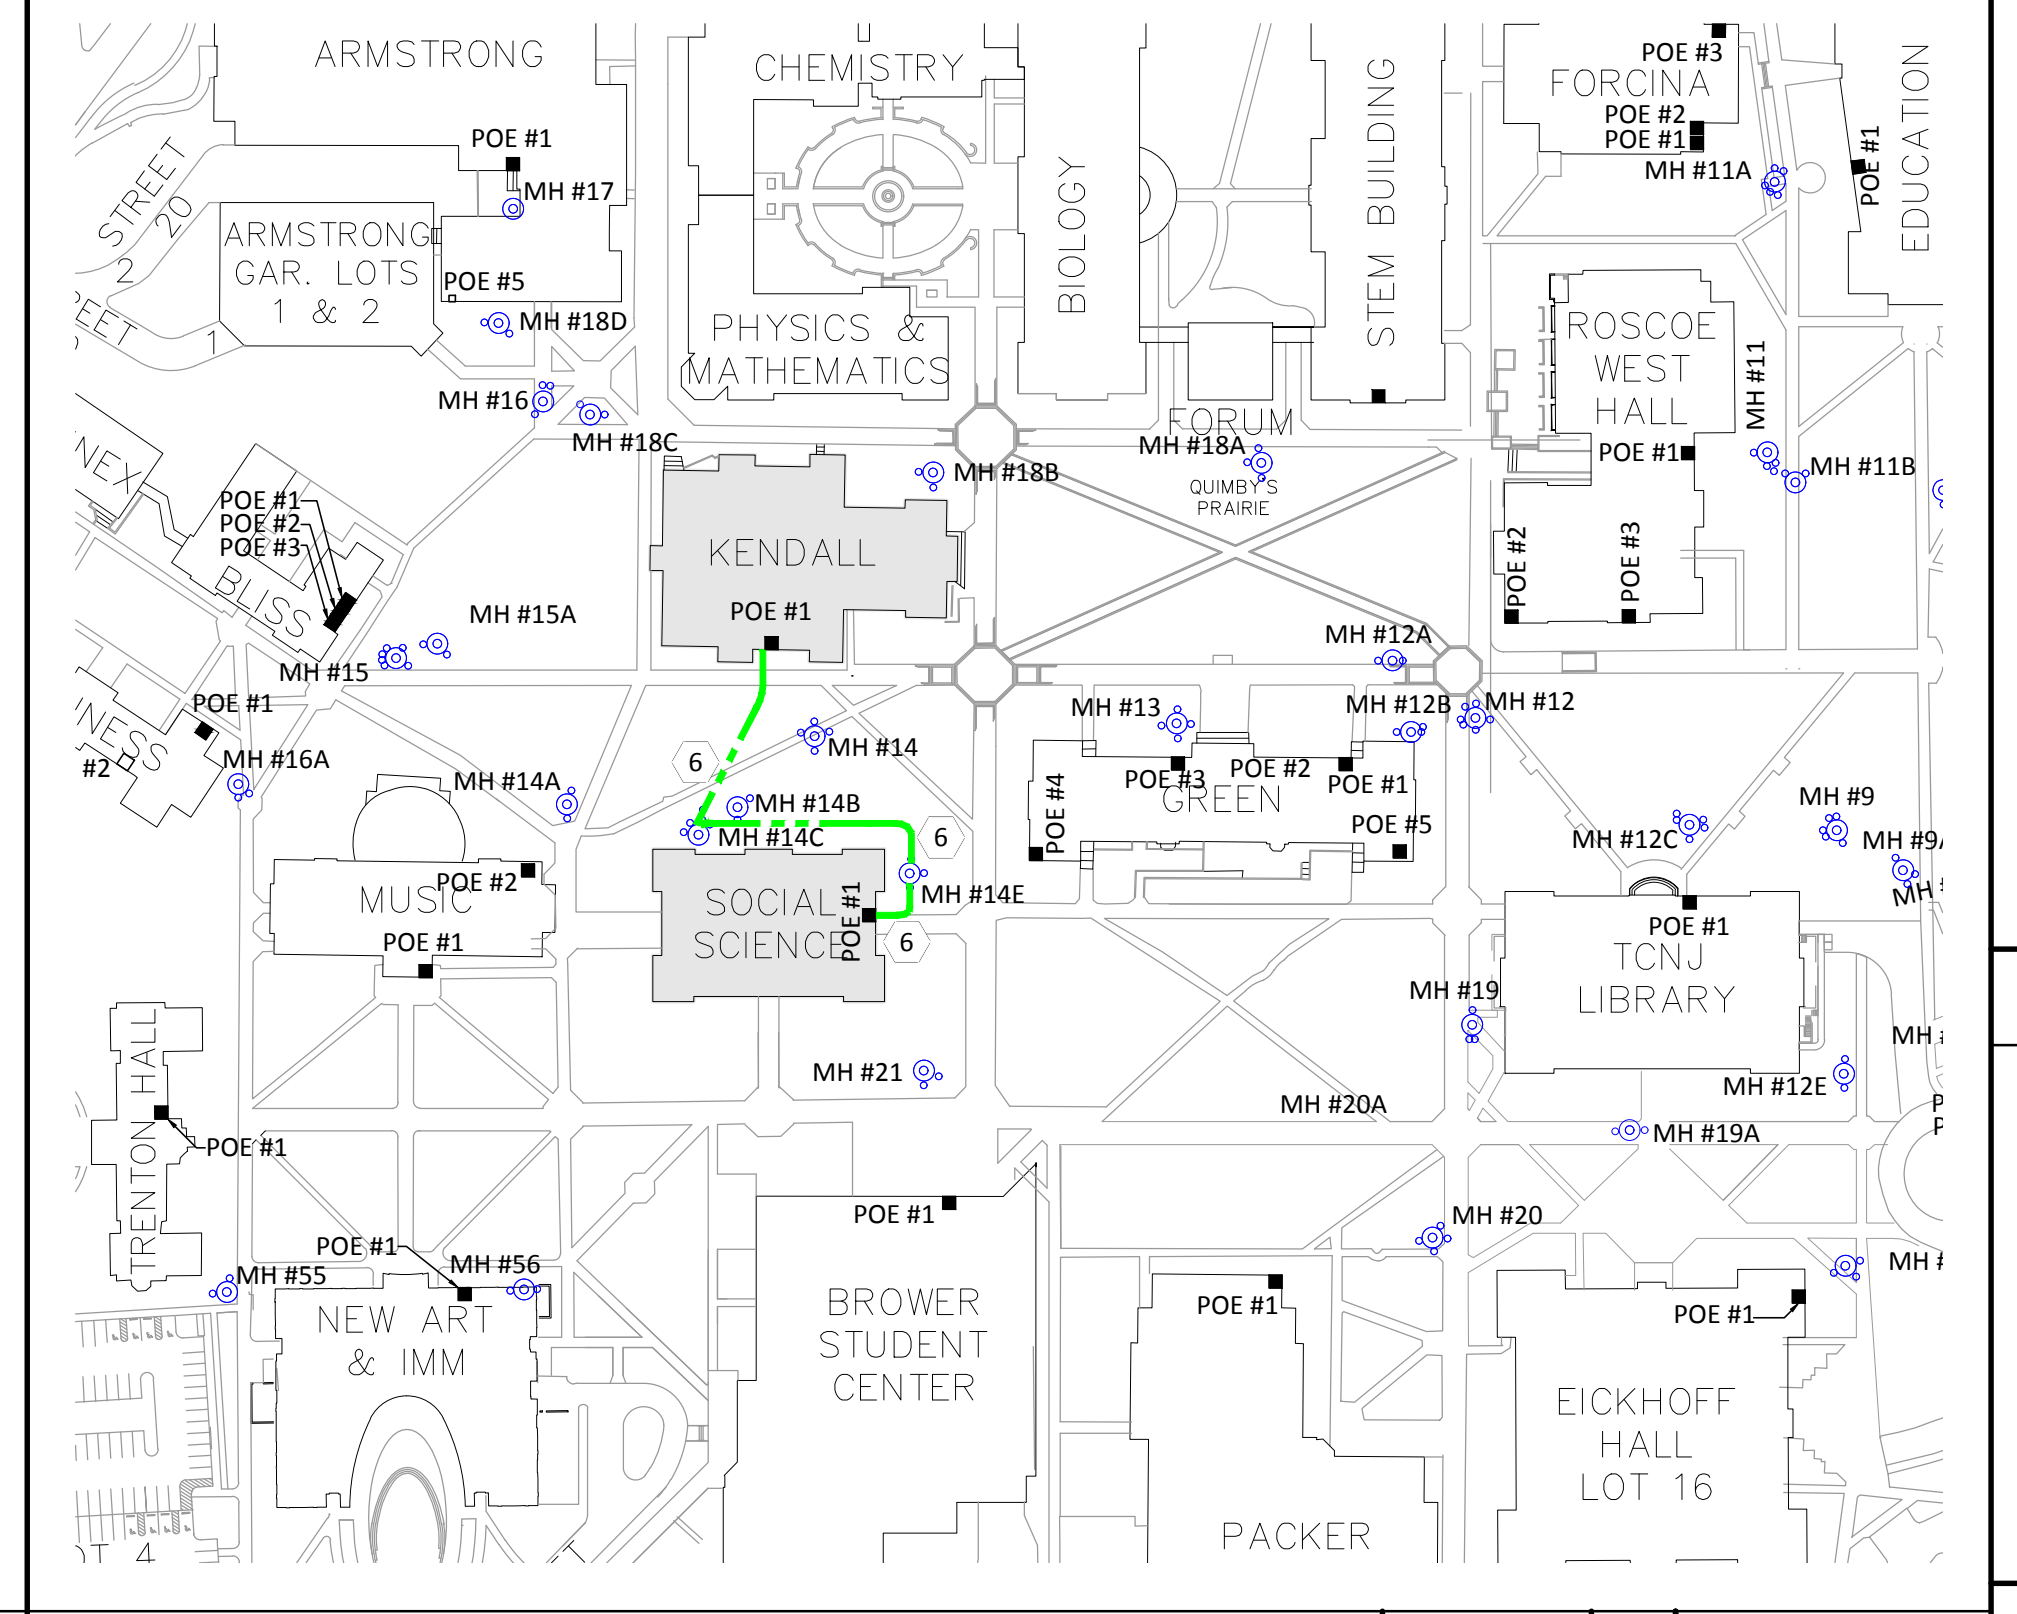 ARMSTRONG
CHEMISTRY
POE #3
FORCINA
POE #2
POE #1
MH #11A
POE #1
EDUCATION
POE #1
MH #17
STREET
20
2
1
ARMSTRONG
GAR. LOTS
1 & 2
POE #5
MH #18D
PHYSICS &
MATHEMATICS
BIOLOGY
STEM BUILDING
FORUM
ROSCOE
WEST
HALL
MH #11
MH #16
MH #18C
MH #18B
MH #18A
QUIMBY'S
PRAIRIE
POE #1
MH #11B
POE #2
POE #3
POE #1
POE #2
POE #3
BLISS
KENDALL
POE #1
MH #15A
MH #15
MH #12A
POE #1
#2
MH #16A
MH #14A
6
MH #14
MH #14B
MH #14C
6
MH #14E
6
MH #13
MH #12B
MH #12
POE #4
POE #3
POE #2
POE #1
GREEN
POE #5
MH #9
MH #12C
MUSIC
POE #2
POE #1
SOCIAL
SCIENCE
POE #1
POE #1
TCNJ
LIBRARY
MH #19
MH #21
MH #20A
MH #12E
MH #19A
TRENTON HALL
POE #1
POE #1
MH #20
POE #1
MH #56
MH #55
NEW ART
& IMM
BROWER
STUDENT
CENTER
POE #1
POE #1
EICKHOFF
HALL
LOT 16
PACKER
4